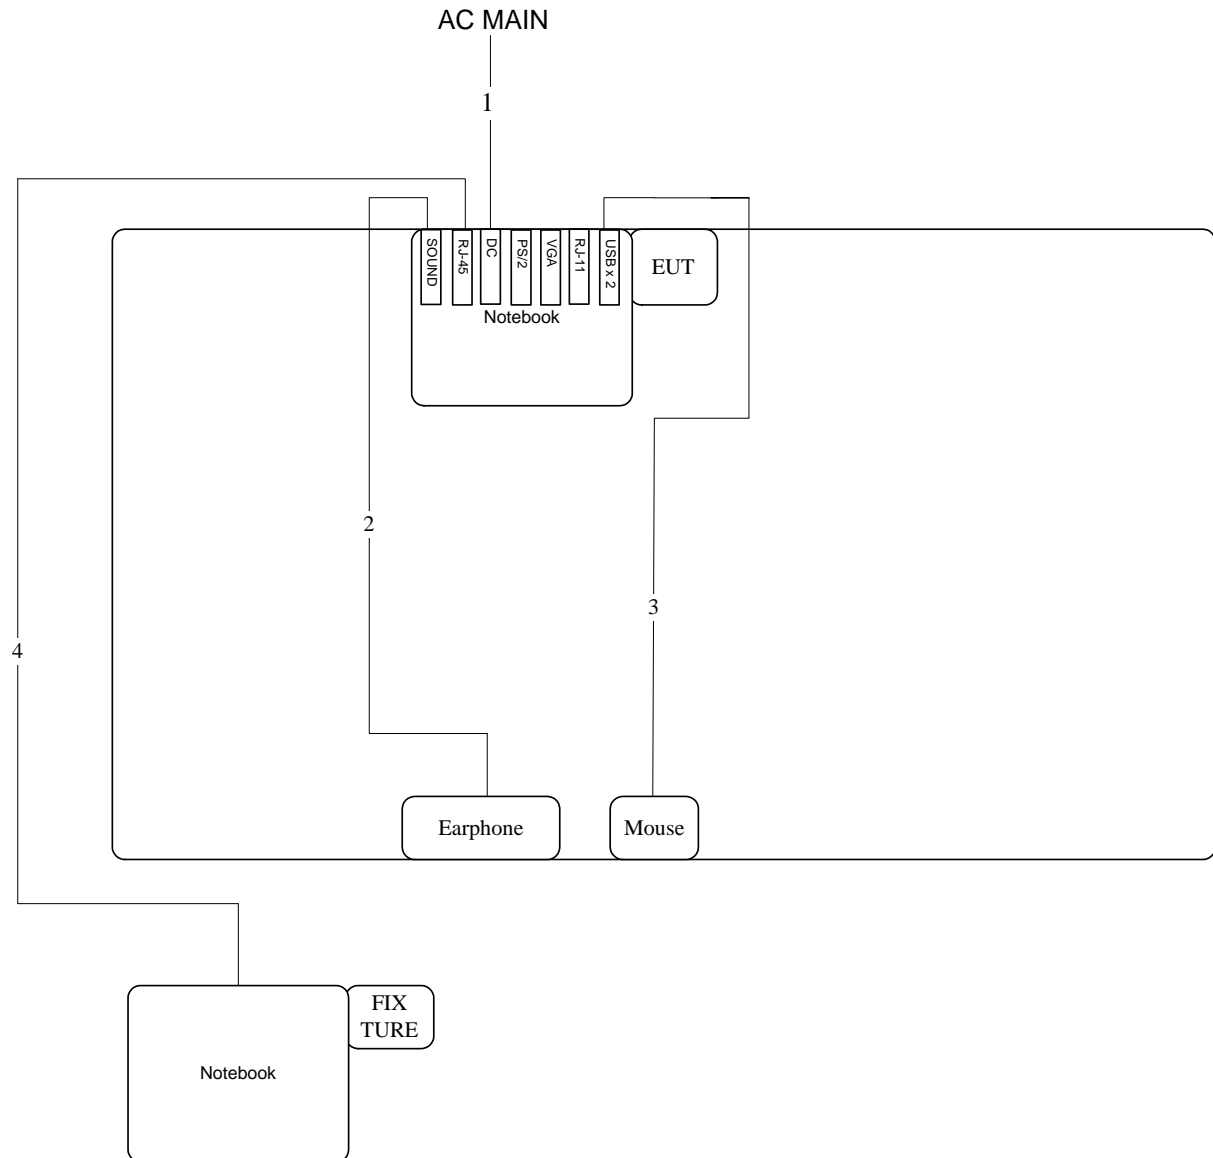 AC MAIN
1
SOUND
RJ-45
DC
PS/2
VGA
RJ-11
USB x 2
EUT
Notebook
2
3
4
Earphone
Mouse
FIX
TURE
Notebook